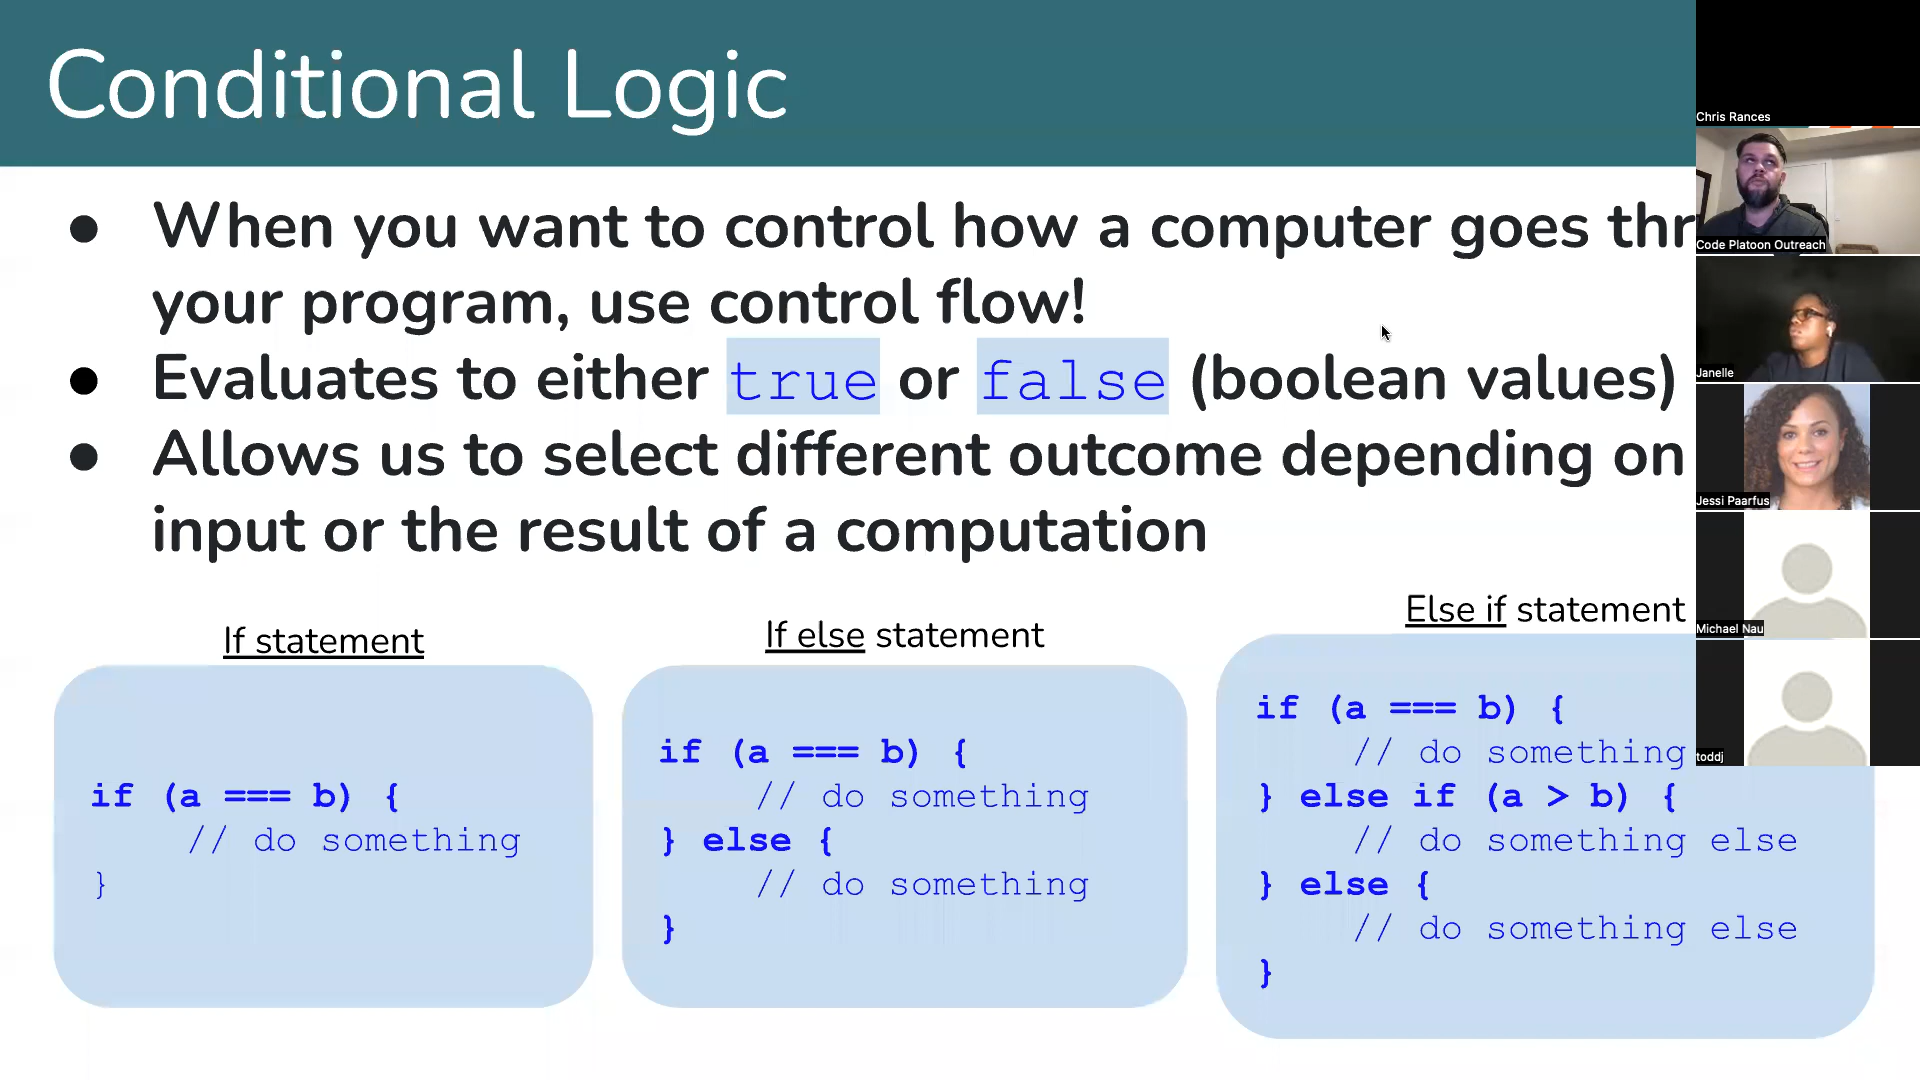 Conditional Logic
When you want to control how a computer goes
your program, use control flow!
Evaluates to either true or false (boolean values)
Allows us to select different outcome depending on
input or the result of a computation
If statement
if (a === b) {
// do something
}
If else statement
if (a === b) {
// do something
} else {
// do something
}
Else if statement
if (a === b) {
// do something
} else if (a > b) {
// do something else
} else {
// do something else
}
Chris Rances
Code Platoon Outreach
Janelle
Jessi Paarfus
Michael Nau
toddj